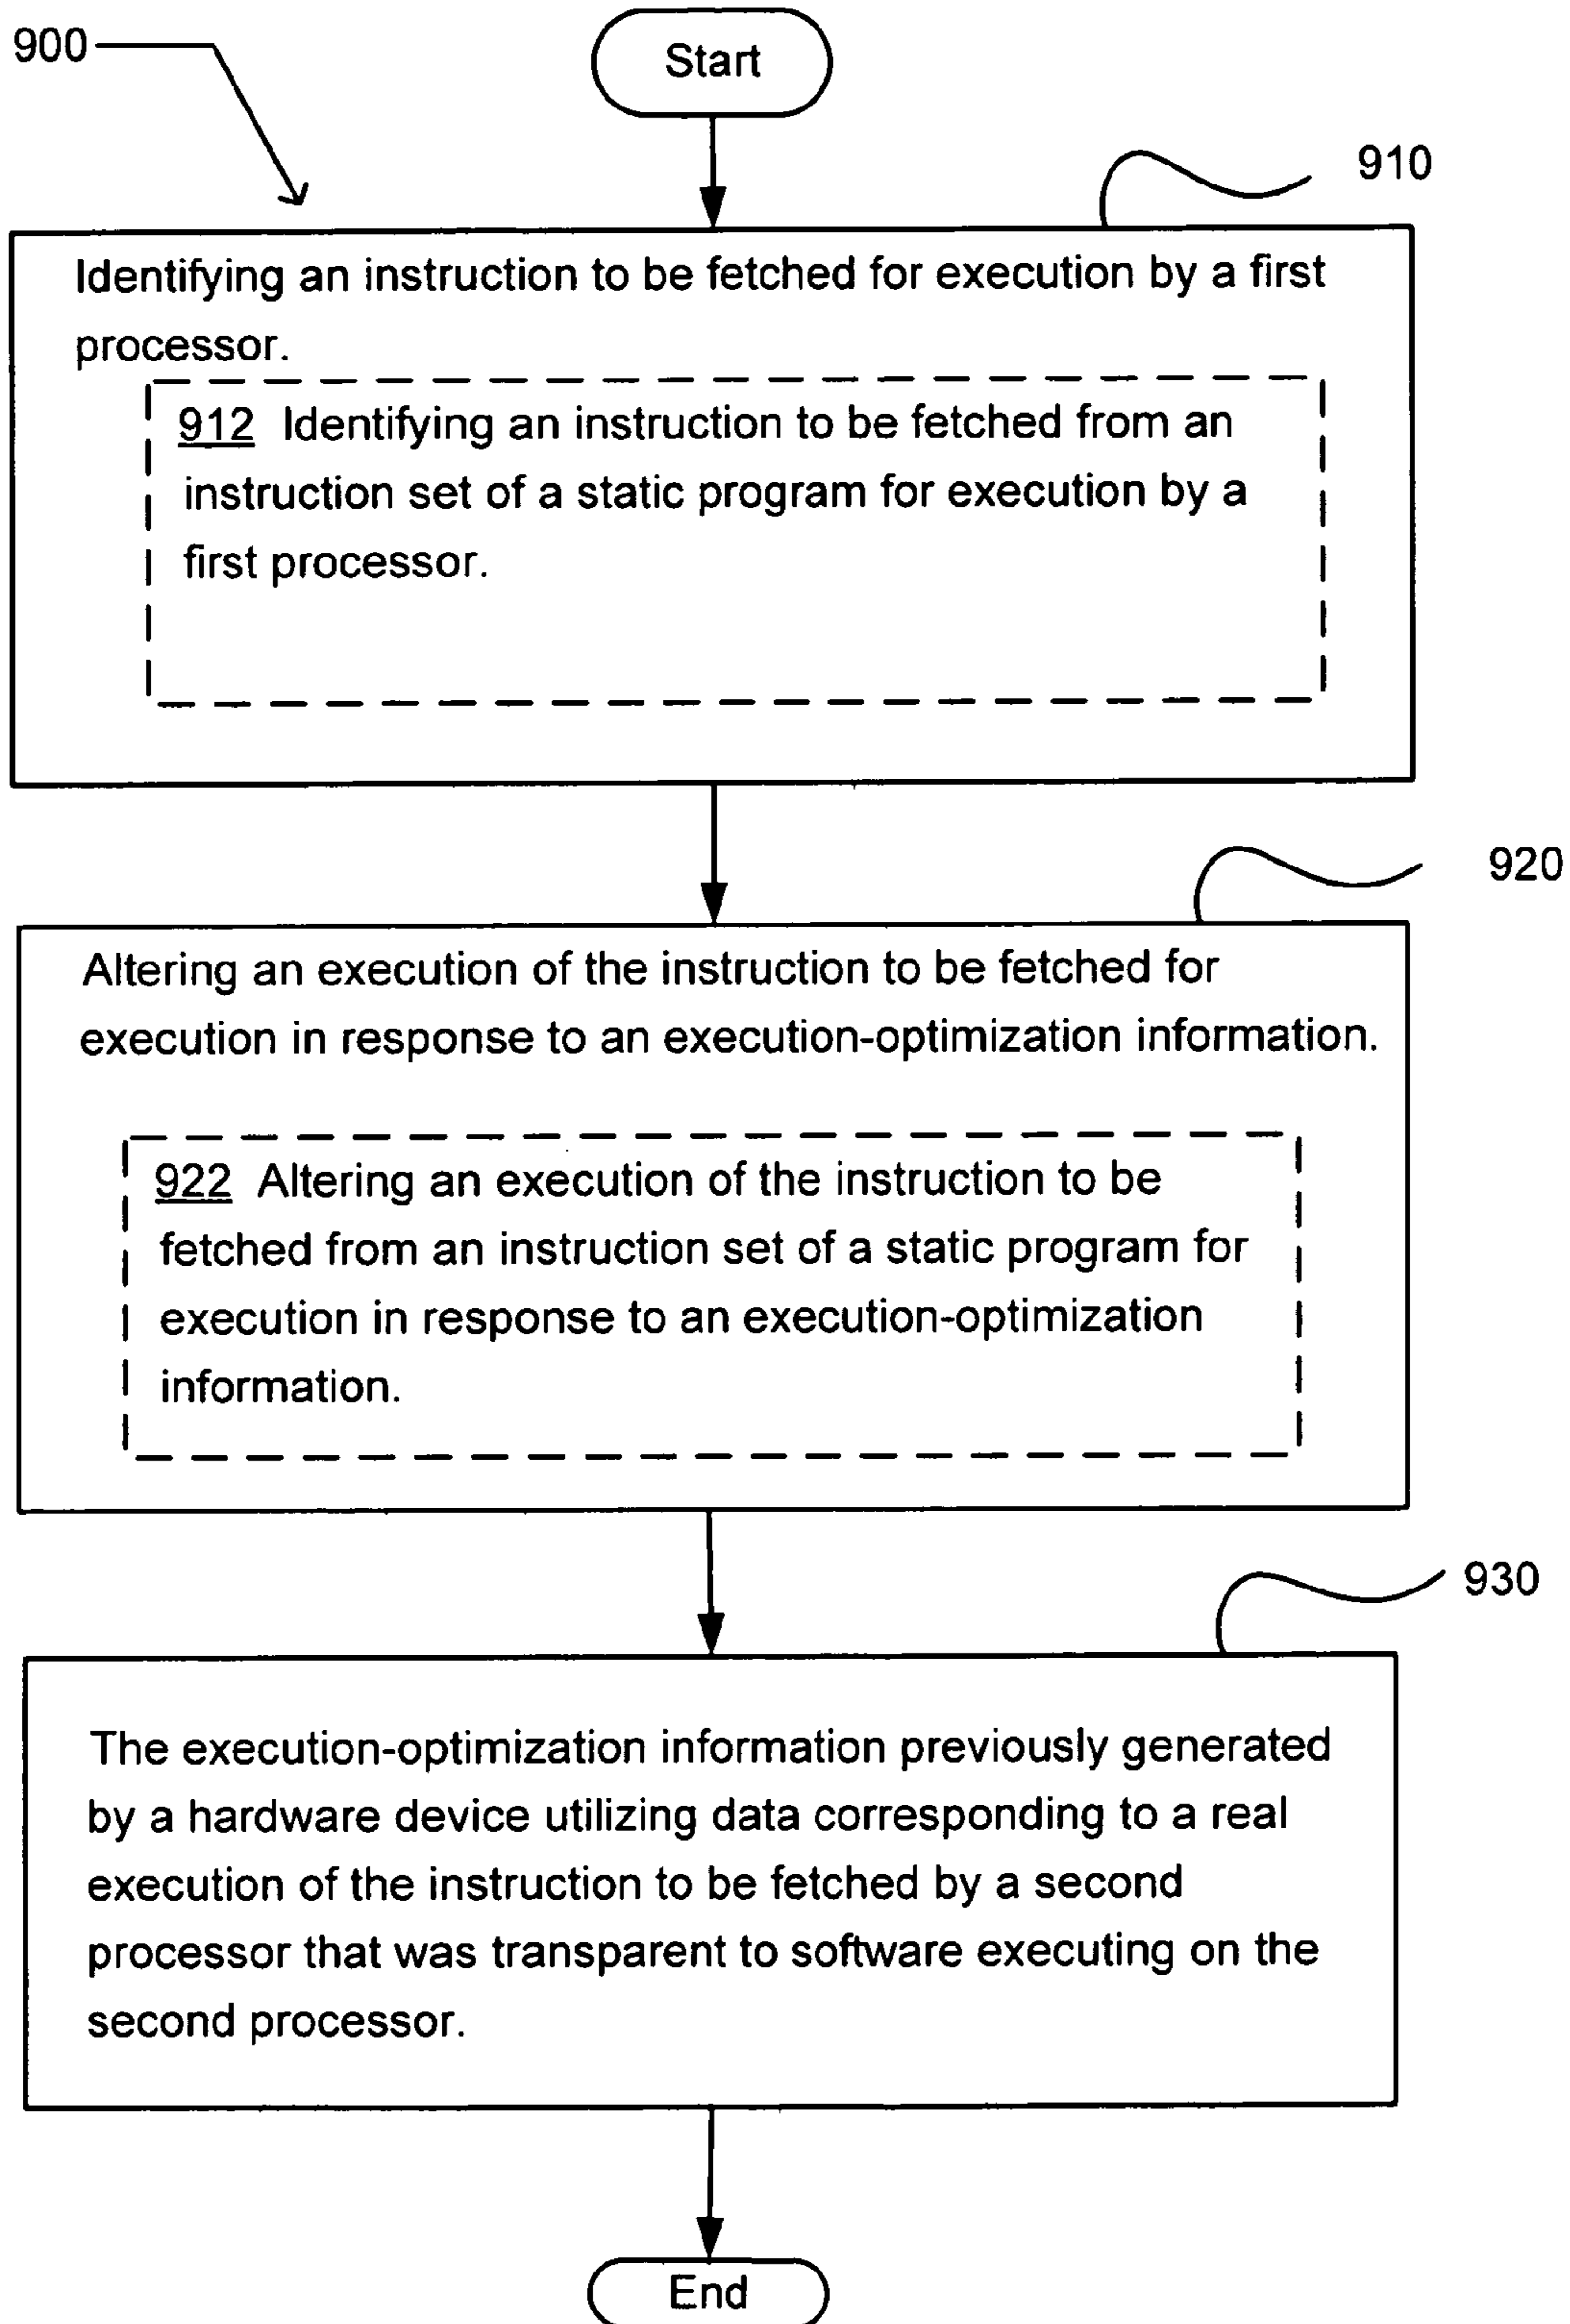 900
Start
910
Identifying an instruction to be fetched for execution by a first
processor.
912 Identifying an instruction to be fetched from an
instruction set of a static program for execution by a
first processor.
920
Altering an execution of the instruction to be fetched for
execution in response to an execution-optimization information.
922 Altering an execution of the instruction to be
fetched from an instruction set of a static program for
execution in response to an execution-optimization
information.
930
The execution-optimization information previously generated
by a hardware device utilizing data corresponding to a real
execution of the instruction to be fetched by a second
processor that was transparent to software executing on the
second processor.
End